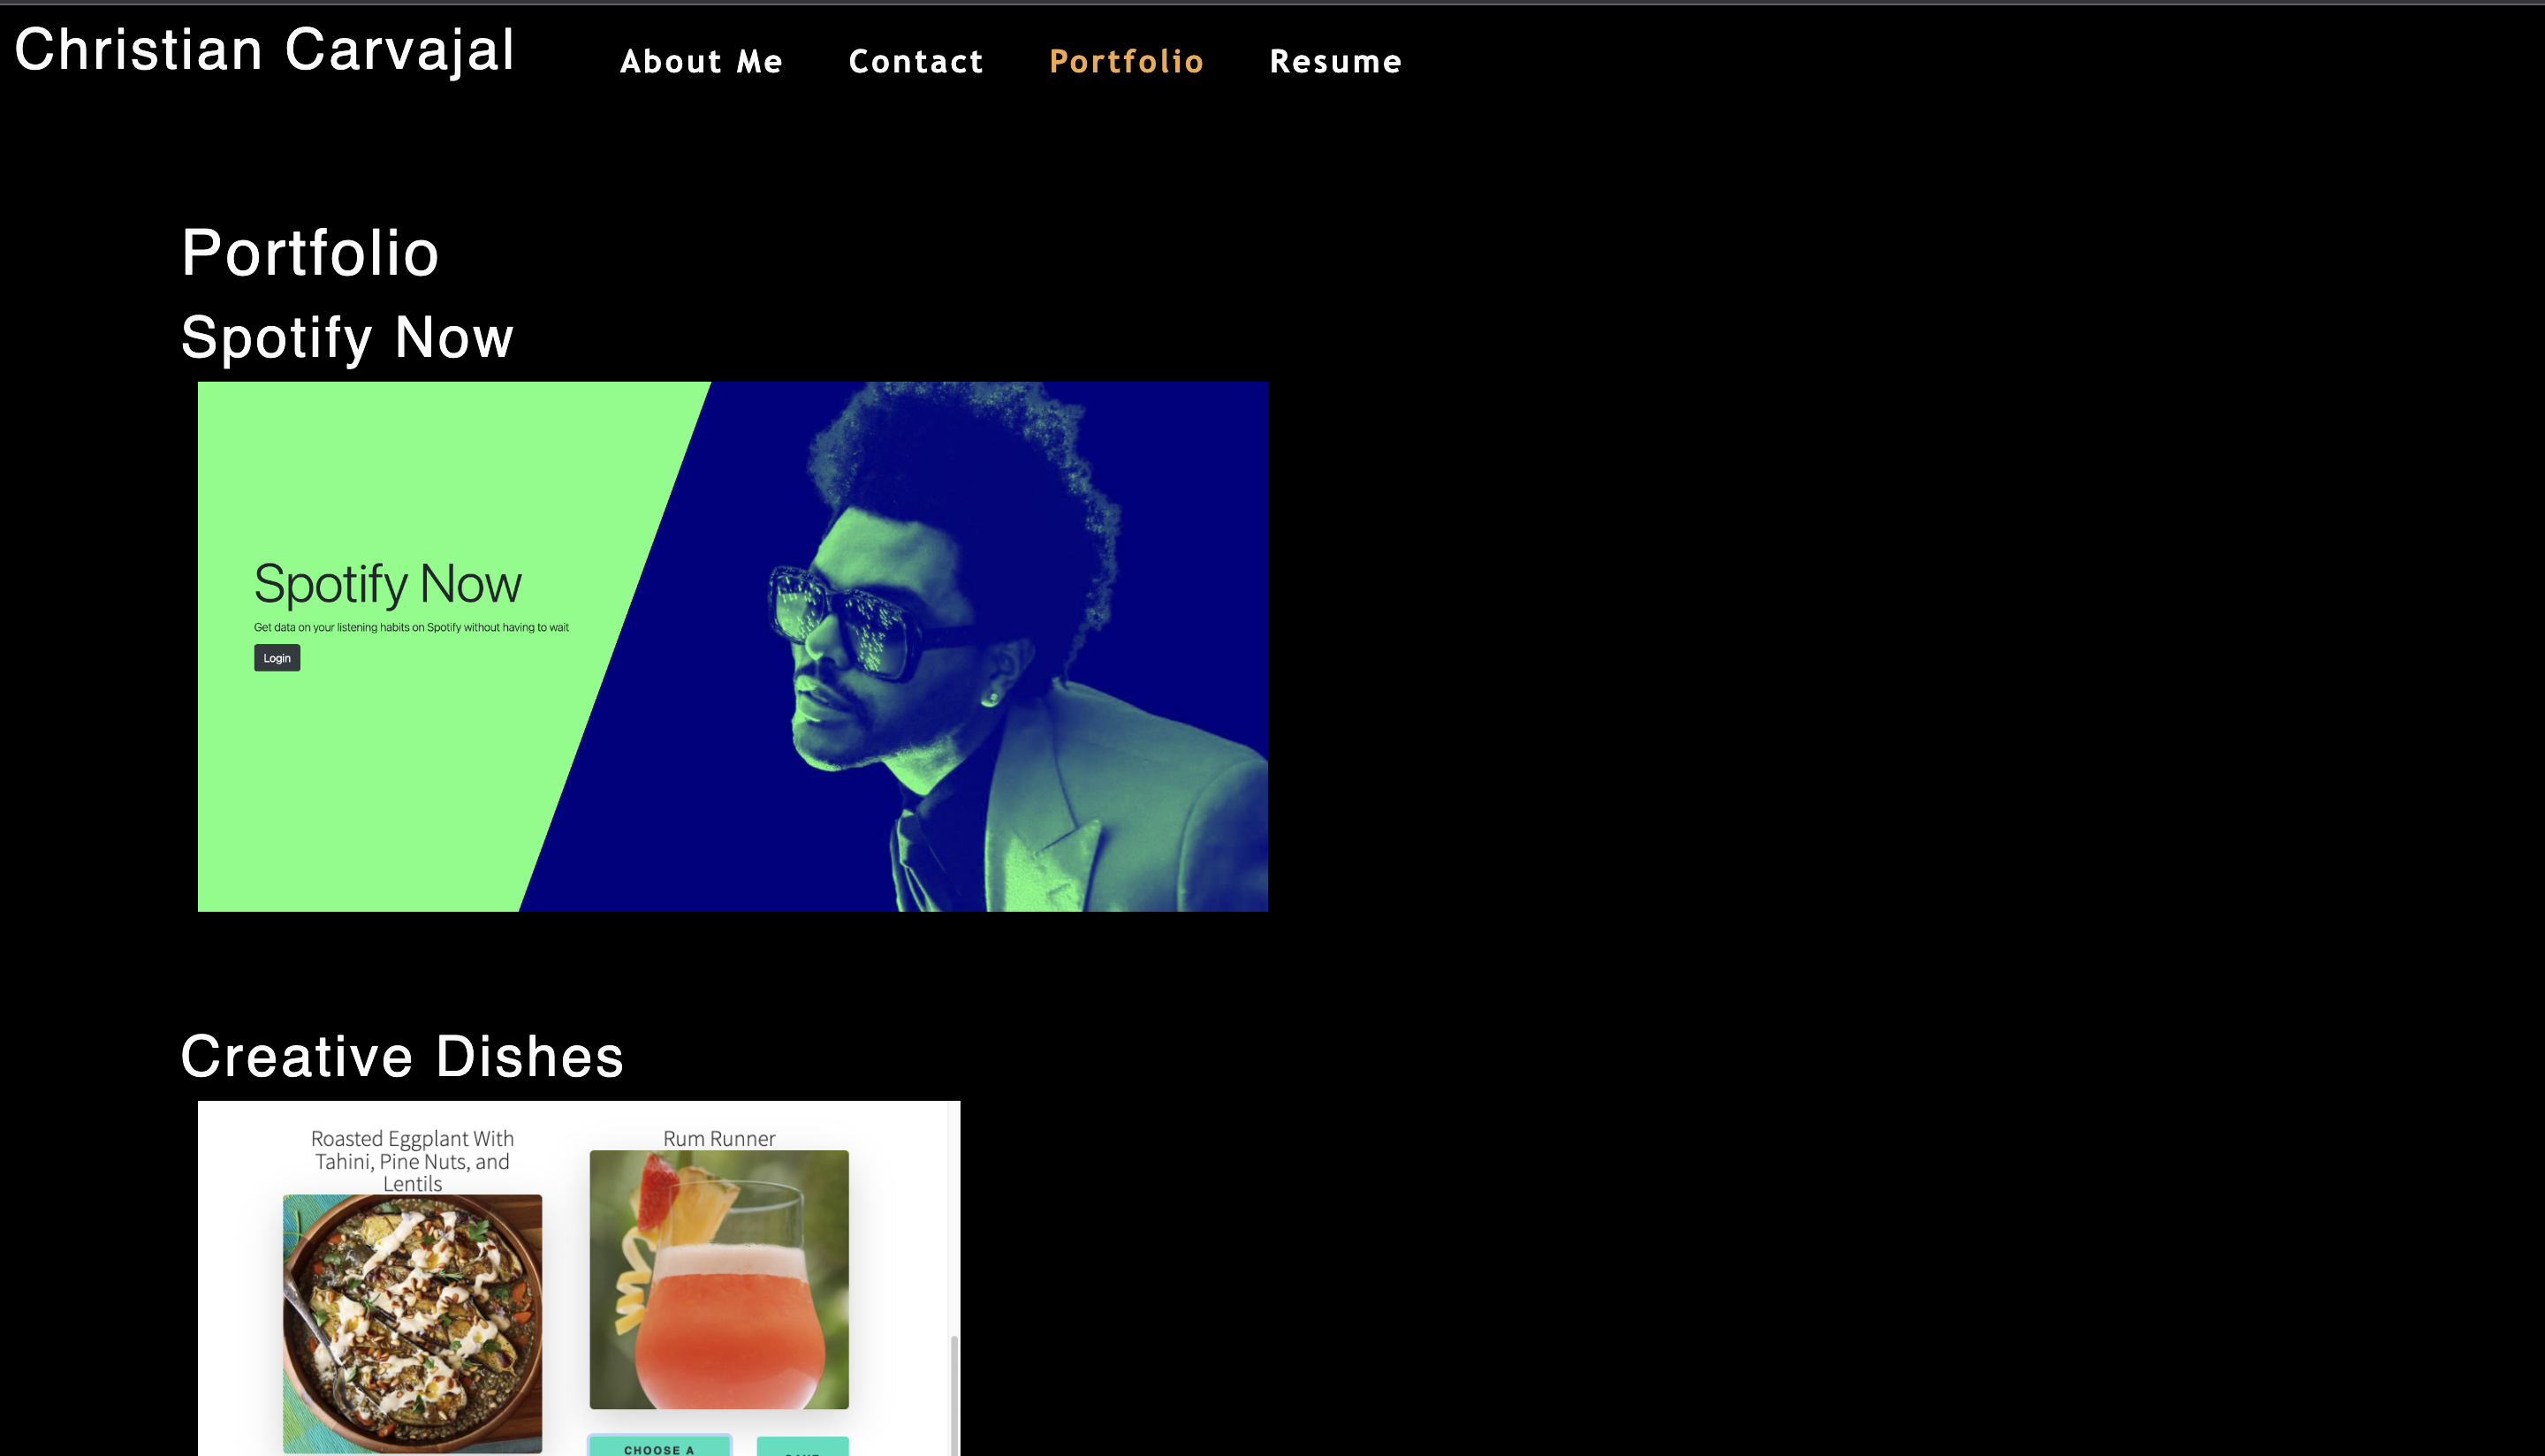 Christian Carvajal
About Me Contact Portfolio Resume
Portfolio
Spotify Now
Spotify Now
Get data on your listening habits on Spotify without having to wait
Login
Creative Dishes
Roasted Eggplant With
Tahini, Pine Nuts, and
Lentils
Rum Runner
CHOOSE A